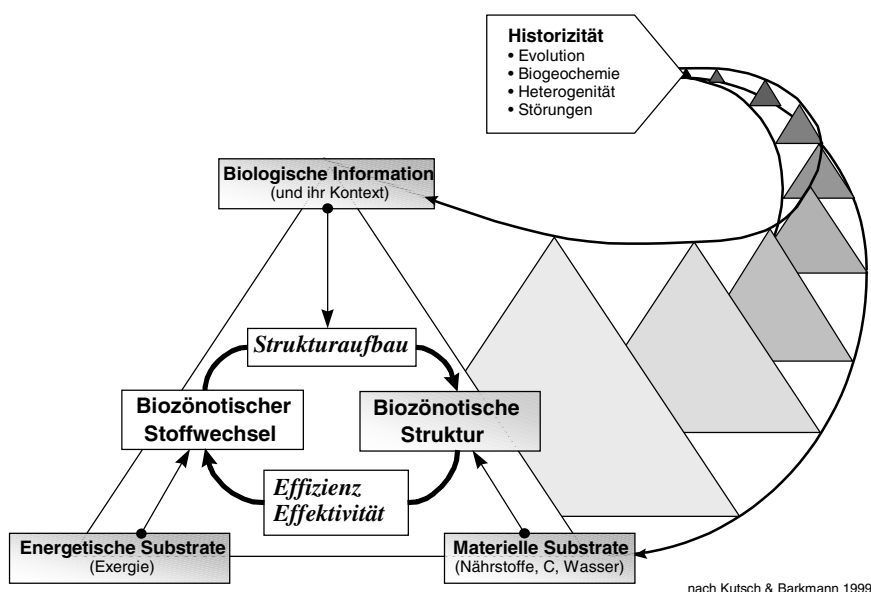 Historizität
• Evolution
• Biogeochemie
• Heterogenität
• Störungen
Biologische Information
(und ihr Kontext)
Strukturaufbau
Biozönotischer
Stoffwechsel
Biozönotische
Struktur
Effizienz
Effektivität
Energetische Substrate
(Exergie)
Materielle Substrate
(Nährstoffe, C, Wasser)
nach Kutsch & Barkmann 1999